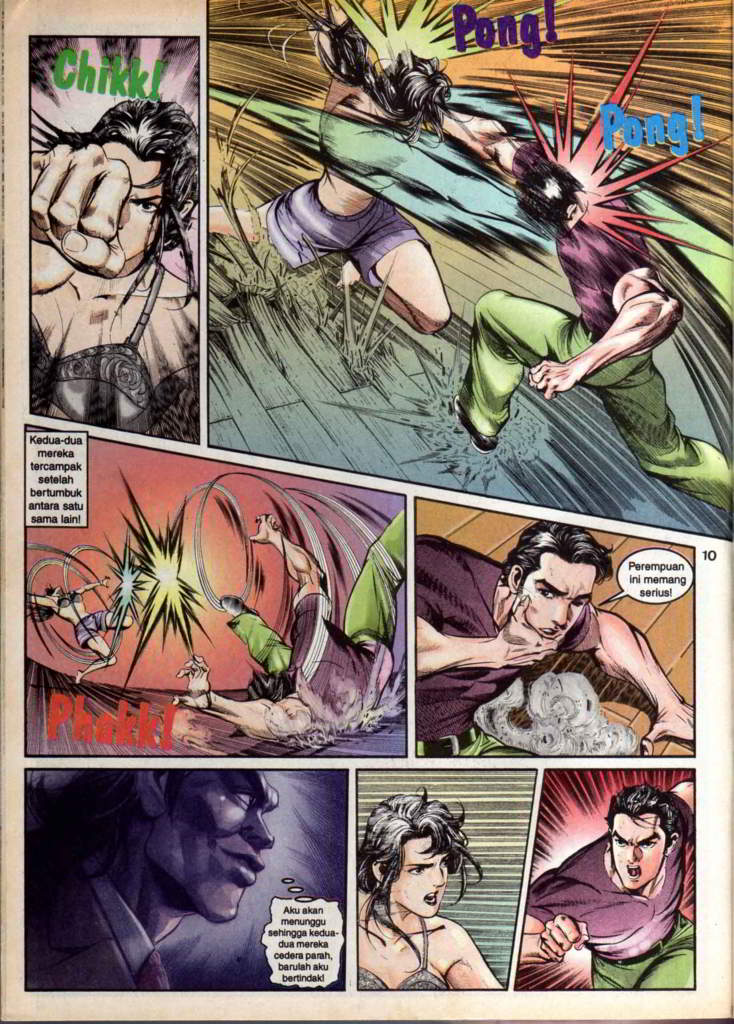 Chikk!
Pong!
Pong!
Kedua-dua
mereka
tercampak
setelah
bertumbuk
antara satu
sama lain!
Phakk!
10
Perempuan
ini memang
serius!
Aku akan
menunggu
sehingga kedua-
dua mereka
cedera parah,
barulah aku
bertindak!